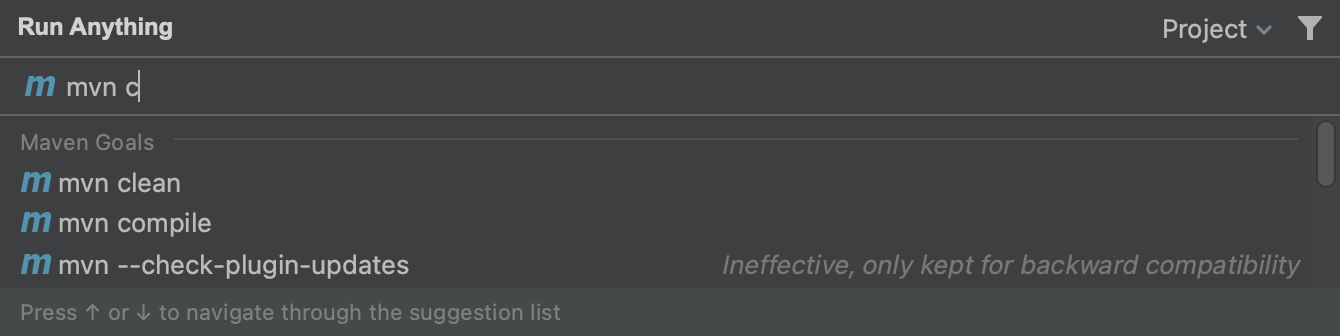 Run Anything
Project
m mvn c
Maven Goals
m mvn clean
m mvn compile
m mvn --check-plugin-updates Ineffective, only kept for backward compatibility
Press ↑ or ↓ to navigate through the suggestion list